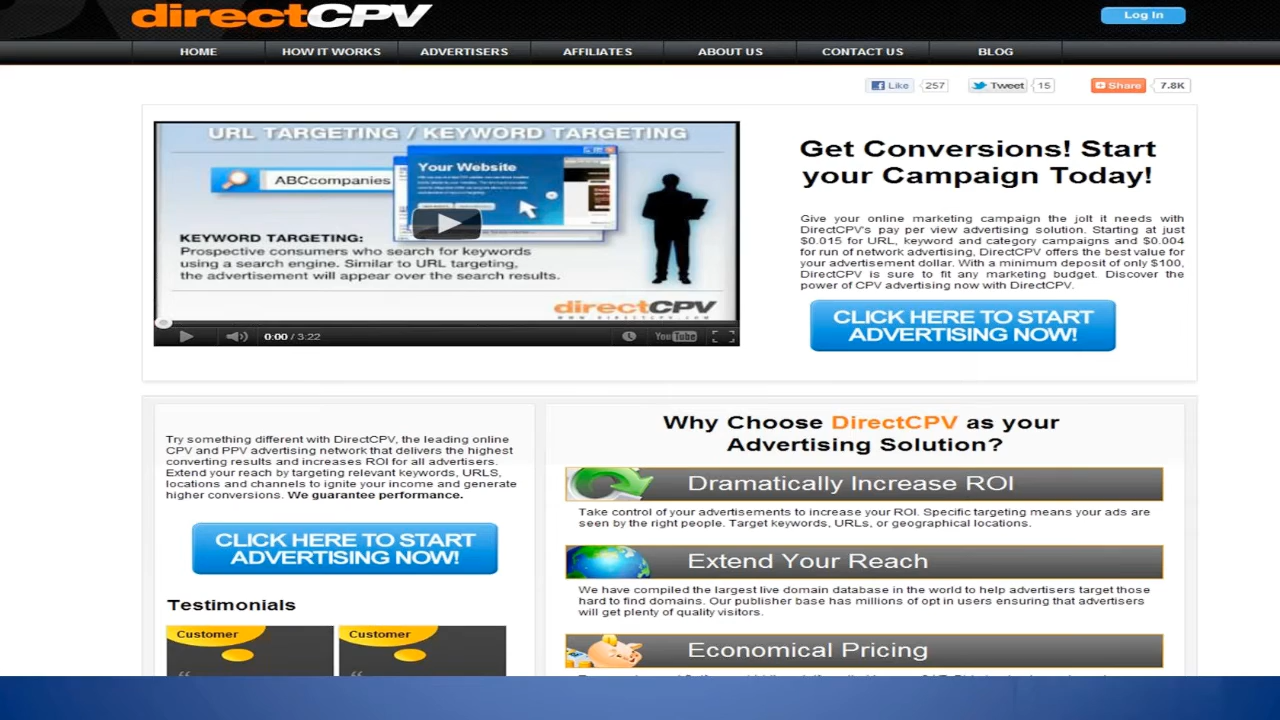 directCPV
Log In
HOME
HOW IT WORKS
ADVERTISERS
AFFILIATES
ABOUT US
CONTACT US
BLOG
Like 257
Tweet 15
Share 7.8K
URL TARGETING / KEYWORD TARGETING
ABCcompanies
Your Website
KEYWORD TARGETING:
Prospective consumers who search for keywords
using a search engine. Similar to URL targeting,
the advertisement will appear over the search results.
directCPV
WWW.DIRECTCPV.COM
0:00 / 3:22
YouTube
Get Conversions! Start
your Campaign Today!
Give your online marketing campaign the jolt it needs with
DirectCPV's pay per view advertising solution. Starting at just
$0.015 for URL, keyword and category campaigns and $0.004
for run of network advertising, DirectCPV offers the best value for
your advertisement dollar. With a minimum deposit of only $100,
DirectCPV is sure to fit any marketing budget. Discover the
power of CPV advertising now with DirectCPV.
CLICK HERE TO START
ADVERTISING NOW!
Try something different with DirectCPV, the leading online
CPV and PPV advertising network that delivers the highest
converting results and increases ROI for all advertisers.
Extend your reach by targeting relevant keywords, URLS,
locations and channels to ignite your income and generate
higher conversions. We guarantee performance.
CLICK HERE TO START
ADVERTISING NOW!
Testimonials
Customer
Customer
Why Choose DirectCPV as your
Advertising Solution?
Dramatically Increase ROI
Take control of your advertisements to increase your ROI. Specific targeting means your ads are
seen by the right people. Target keywords, URLs, or geographical locations.
Extend Your Reach
We have compiled the largest live domain database in the world to help advertisers target those
hard to find domains. Our publisher base has millions of opt in users ensuring that advertisers
will get plenty of quality visitors.
Economical Pricing